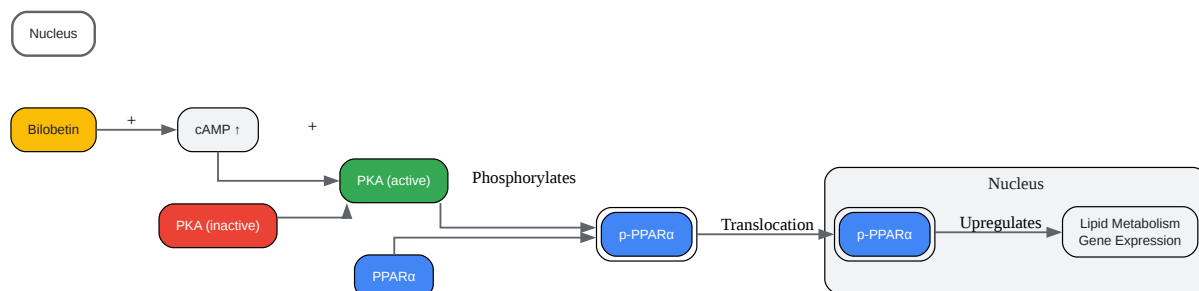 Nucleus
Bilobetin
+
cAMP ↑
+
PKA (active)
Phosphorylates
PKA (inactive)
PPARα
p-PPARα
Translocation
Nucleus
p-PPARα
Upregulates
Lipid Metabolism
Gene Expression